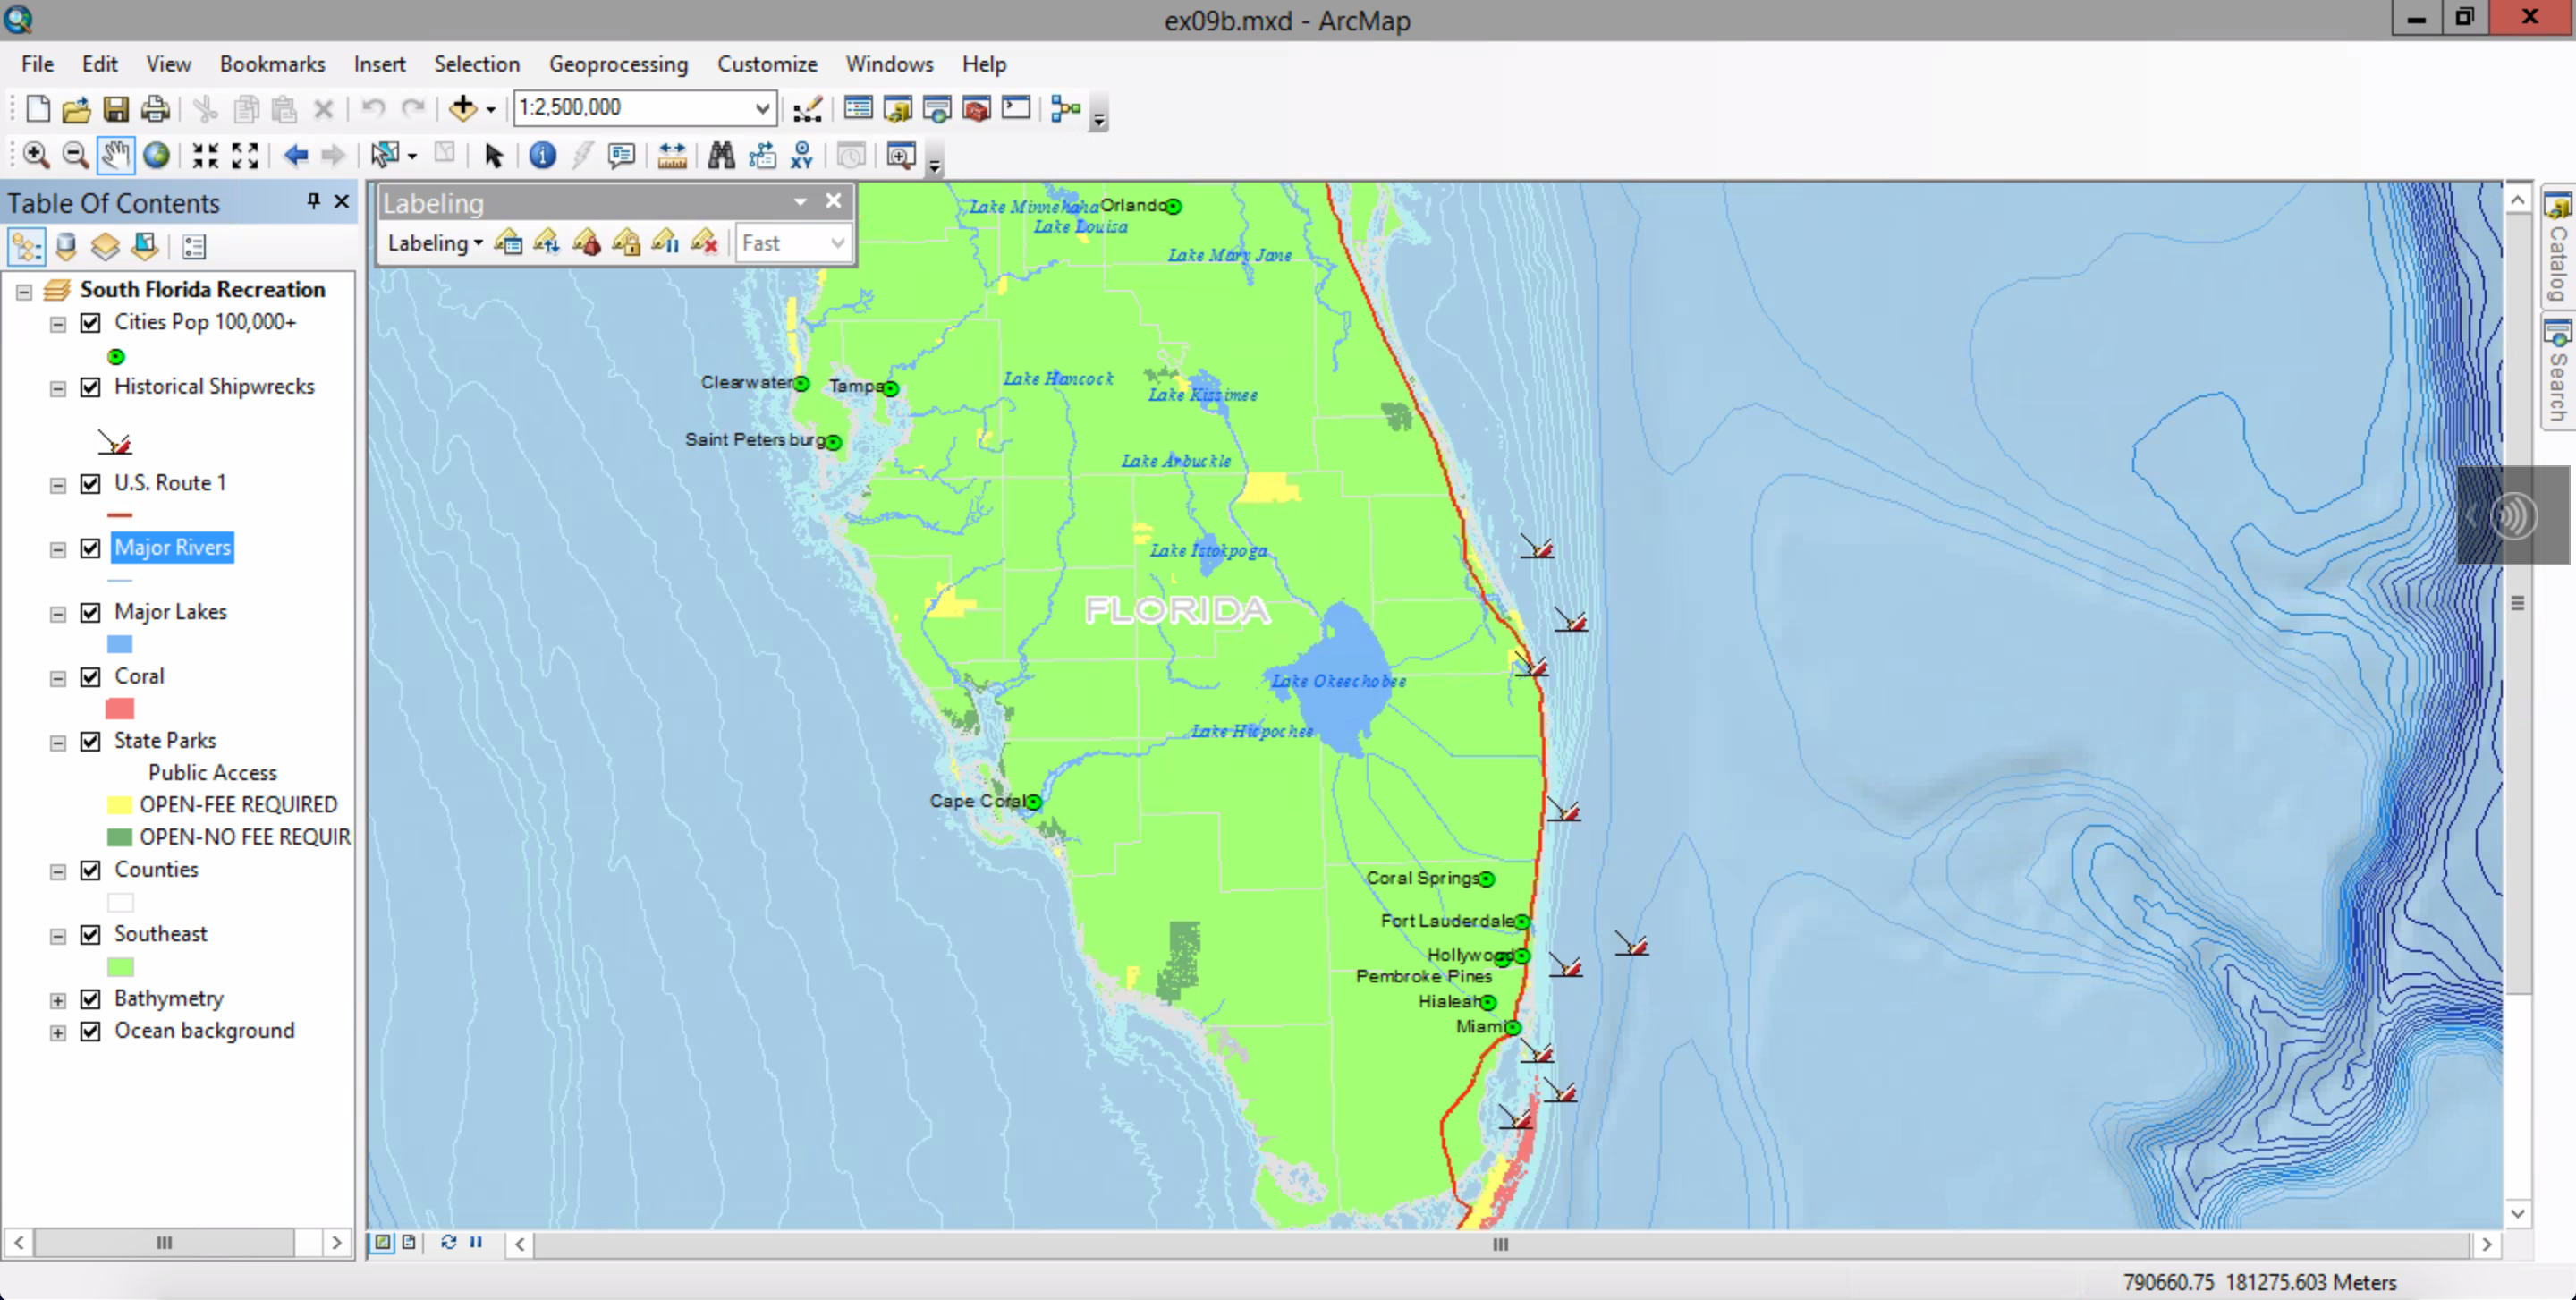 ex09b.mxd - ArcMap
File Edit View Bookmarks Insert Selection Geoprocessing Customize Windows Help
1:2,500,000
Table Of Contents
South Florida Recreation
Cities Pop 100,000+
Historical Shipwrecks
U.S. Route 1
Major Rivers
Major Lakes
Coral
State Parks
Public Access
OPEN-FEE REQUIRED
OPEN-NO FEE REQUIR
Counties
Southeast
Bathymetry
Ocean background
Labeling
Labeling Fast
Lake Minnehaha Orlando
Lake Louisa
Lake Mary Jane
Clearwater Tampa Lake Hancock
Lake Kissimee
Saint Petersburg
Lake Arbuckle
Lake Istokpoga
FLORIDA
Lake Okeechobee
Lake Hicpochee
Cape Coral
Coral Springs
Fort Lauderdale
Hollywood
Pembroke Pines
Hialeah
Miami
Catalog
Search
790660.75 181275.603 Meters